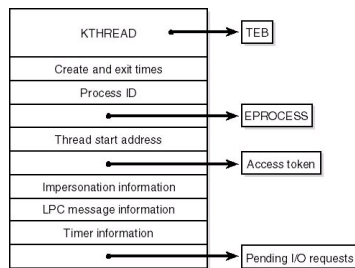 KTHREAD
TEB
Create and exit times
Process ID
EPROCESS
Thread start address
Access token
Impersonation information
LPC message information
Timer information
Pending I/O requests